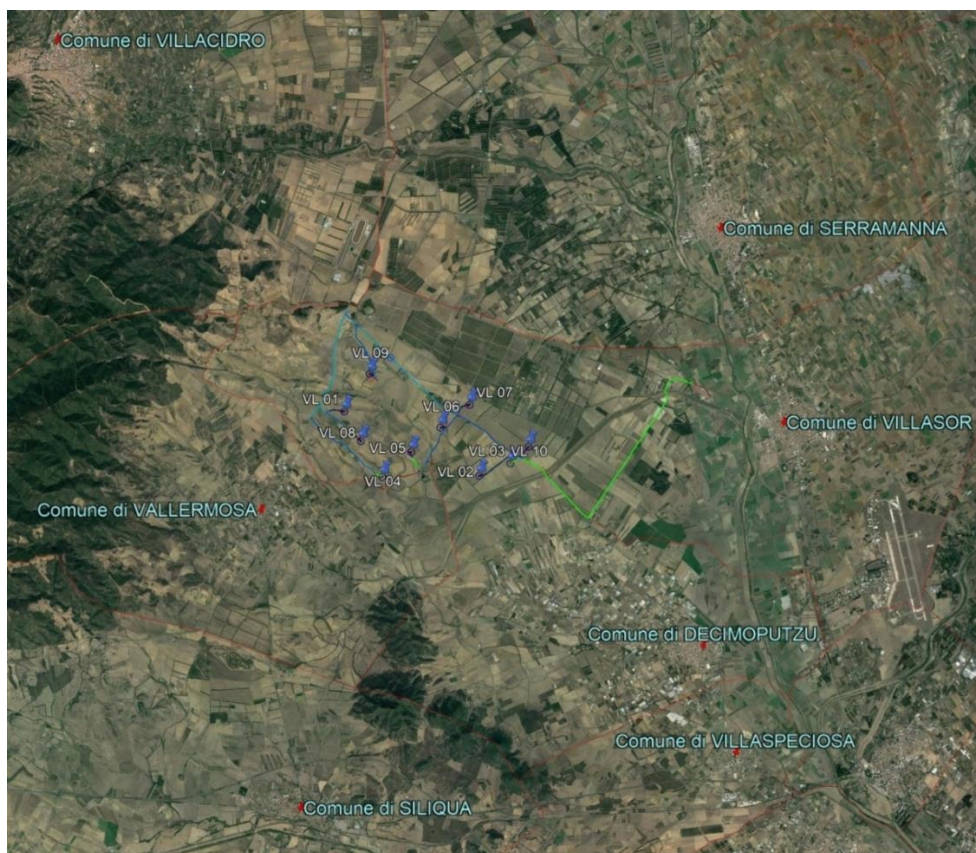 Comune di VILLACIDRO
Comune di SERRAMANNA
VL 09
VL 07
VL 01
VL 06
Comune di VILLASOR
VL 08
VL 05
VL 03
VL 10
VL 04
VL 02
Comune di VALLERMOSA
Comune di DECIMOPUTZU
Comune di VILLASPECIOSA
Comune di SILIQUA